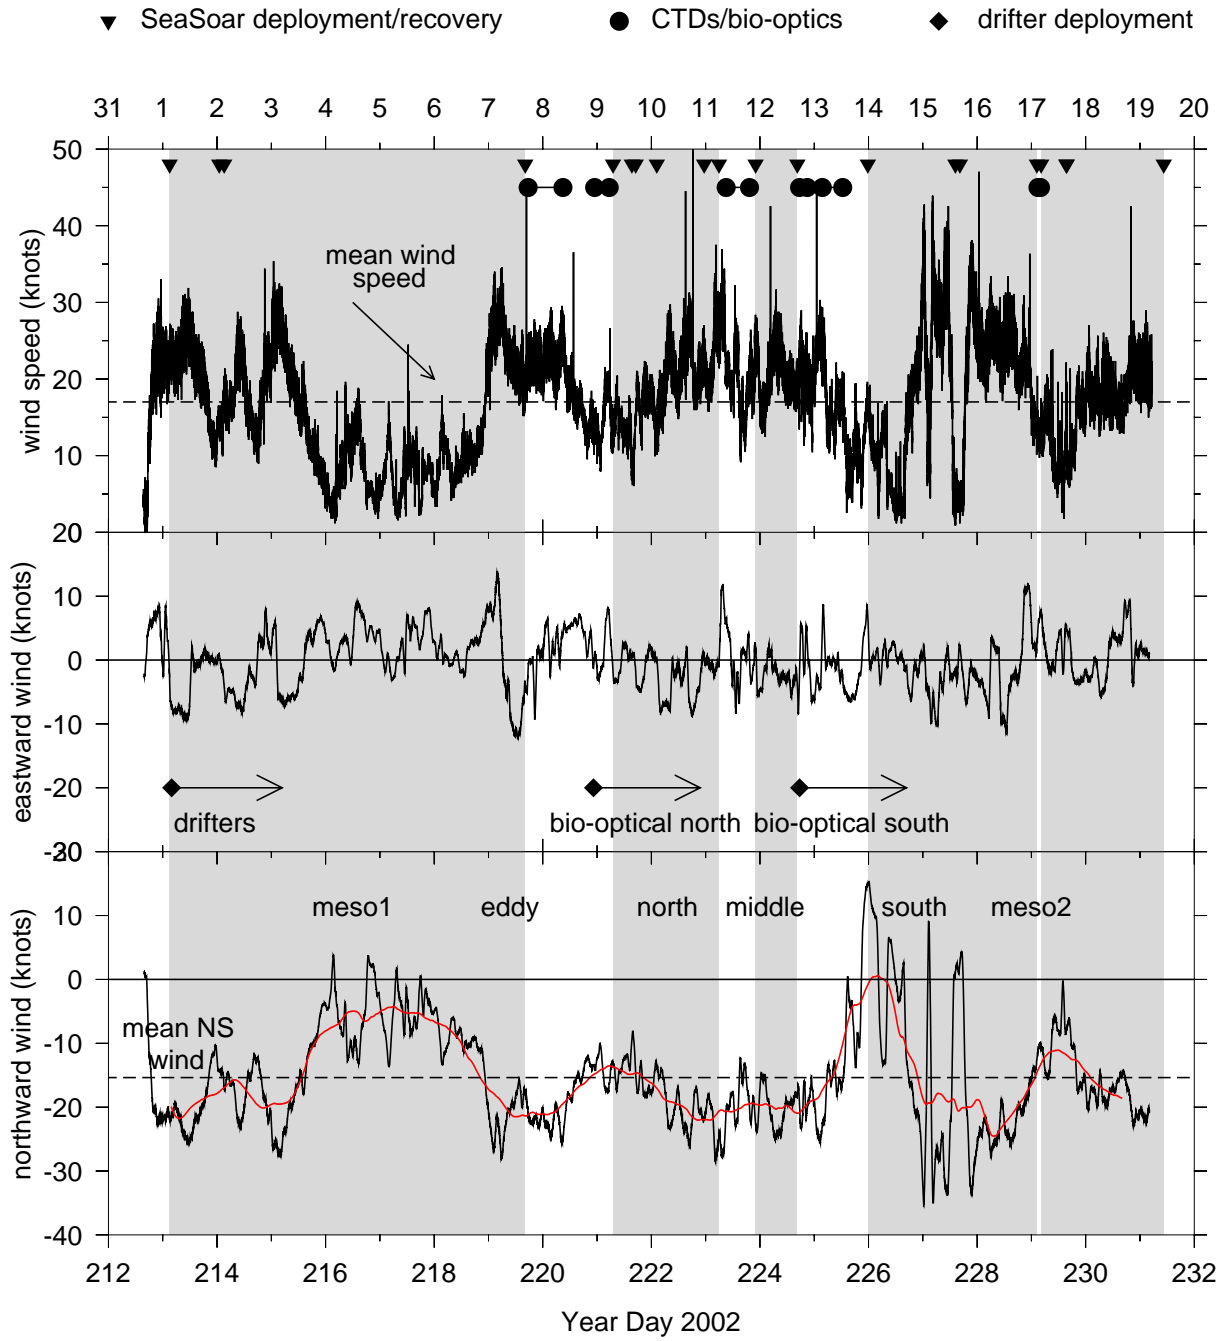 SeaSoar deployment/recovery CTDs/bio-optics drifter deployment
31 1 2 3 4 5 6 7 8 9 10 11 12 13 14 15 16 17 18 19 20
50
40
30
20
10
wind speed (knots)
mean wind
speed
20
10
0
-10
-20
eastward wind (knots)
drifters bio-optical north bio-optical south
10
0
-10
-20
-30
-40
northward wind (knots)
meso1 eddy north middle south meso2
mean NS
wind
212 214 216 218 220 222 224 226 228 230 232
Year Day 2002